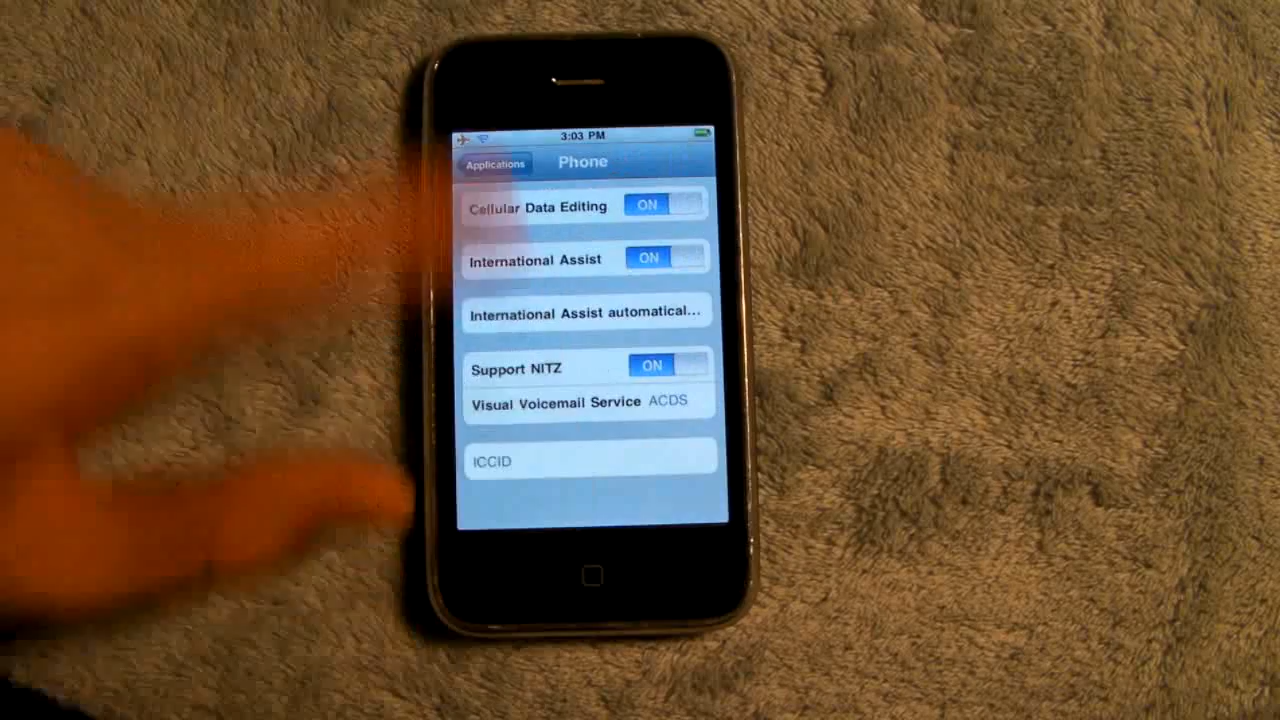 3:03 PM
Applications Phone
Cellular Data Editing ON
International Assist ON
International Assist automatical...
Support NITZ ON
Visual Voicemail Service ACDS
ICCID